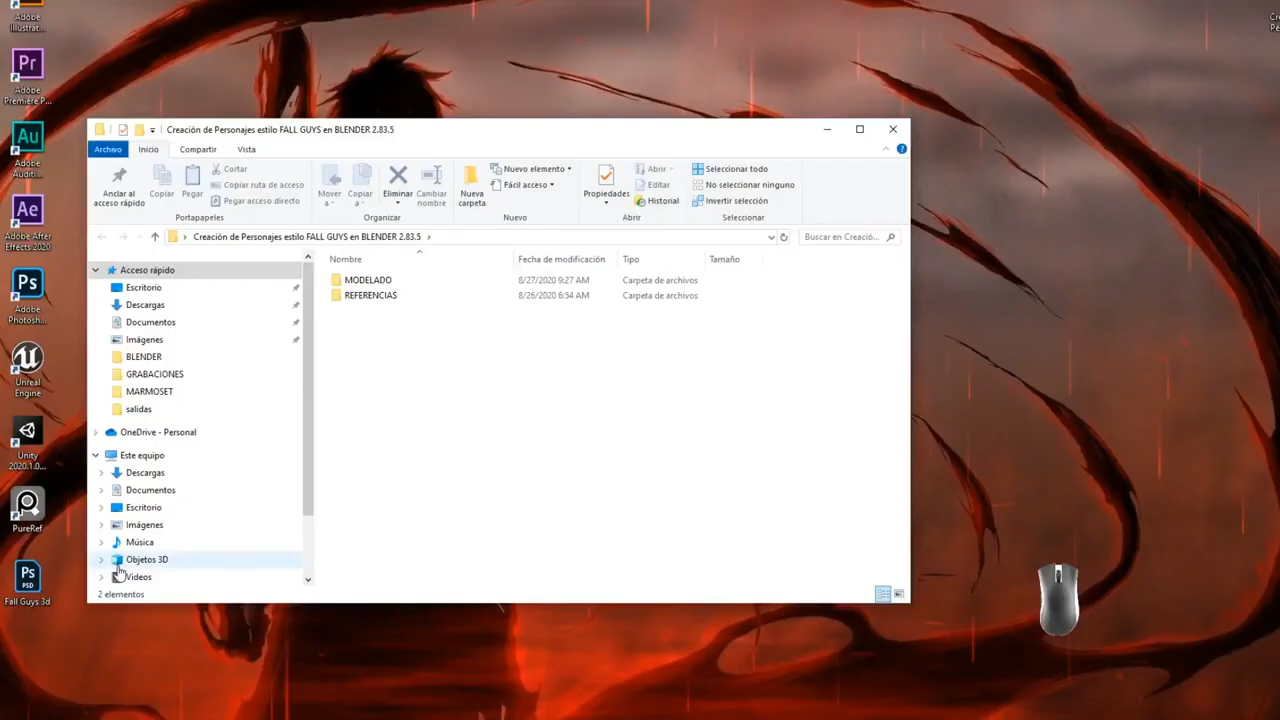 Adobe
Illustrat...
Cr
Pe
Pr
Adobe
Premiere P...
Au
Adobe
Auditi...
Ae
Adobe After
Effects 2020
Ps
Adobe
Photosh...
Unreal
Engine
Unity
2020.1.0...
PureRef
Ps
PSD
Fall Guys 3d
Creación de Personajes estilo FALL GUYS en BLENDER 2.83.5
Archivo
Inicio
Compartir
Vista
Anclar al
acceso rápido
Copiar
Pegar
Cortar
Copiar ruta de acceso
Pegar acceso directo
Portapapeles
Mover
a
Copiar
a
Eliminar
Cambiar
nombre
Organizar
Nueva
carpeta
Nuevo elemento
Fácil acceso
Nuevo
Propiedades
Abrir
Editar
Historial
Abrir
Seleccionar todo
No seleccionar ninguno
Invertir selección
Seleccionar
Creación de Personajes estilo FALL GUYS en BLENDER 2.83.5
Buscar en Creació...
Acceso rápido
Escritorio
Descargas
Documentos
Imágenes
BLENDER
GRABACIONES
MARMOSET
salidas
OneDrive - Personal
Este equipo
Descargas
Documentos
Escritorio
Imágenes
Música
Objetos 3D
Videos
Nombre
Fecha de modificación
Tipo
Tamaño
MODELADO
8/27/2020 9:27 AM
Carpeta de archivos
REFERENCIAS
8/26/2020 6:54 AM
Carpeta de archivos
2 elementos